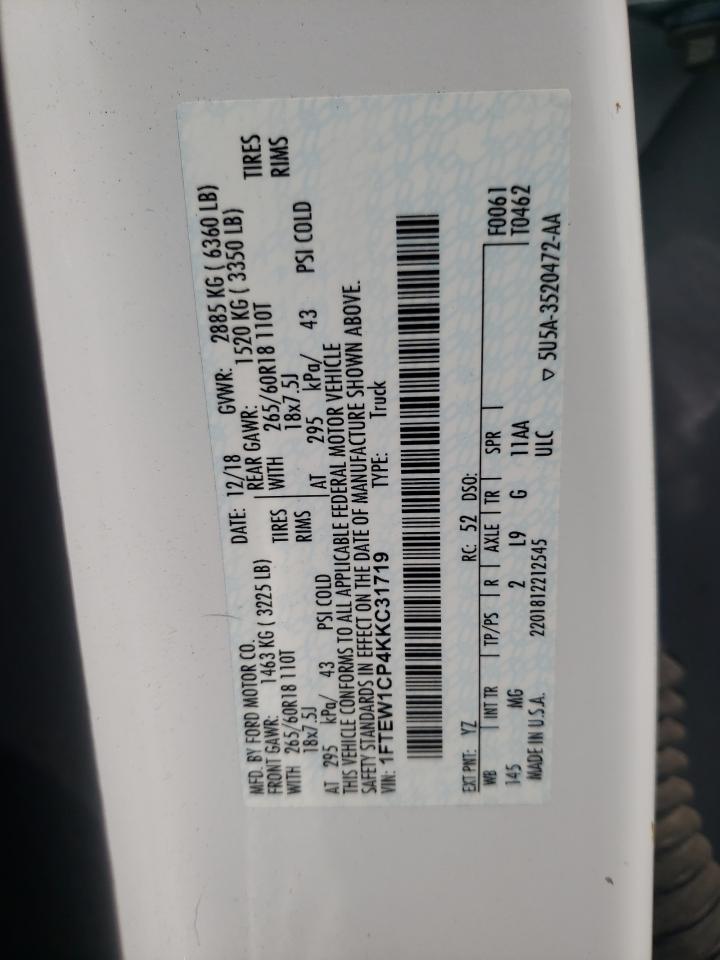 MFD. BY FORD MOTOR CO.
DATE: 12/18 GVWR: 2885 KG ( 6360 LB)
FRONT GAWR: 1463 KG ( 3225 LB) REAR GAWR: 1520 KG ( 3350 LB)
WITH 265/60R18 110T TIRES WITH 265/60R18 110T TIRES
18x7.5J RIMS 18x7.5J RIMS
AT 295 kPa/ 43 PSI COLD AT 295 kPa/ 43 PSI COLD
THIS VEHICLE CONFORMS TO ALL APPLICABLE FEDERAL MOTOR VEHICLE
SAFETY STANDARDS IN EFFECT ON THE DATE OF MANUFACTURE SHOWN ABOVE.
VIN: 1FTEW1CP4KKC31719 TYPE: Truck
EXT PNT: YZ RC: 52 DSO:
WB INT TR TP/PS R AXLE TR SPR F0061
145 MG 2 L9 G 11AA T0462
MADE IN U.S.A. 2201812212545 ULC ▽ 5U5A-3520472-AA